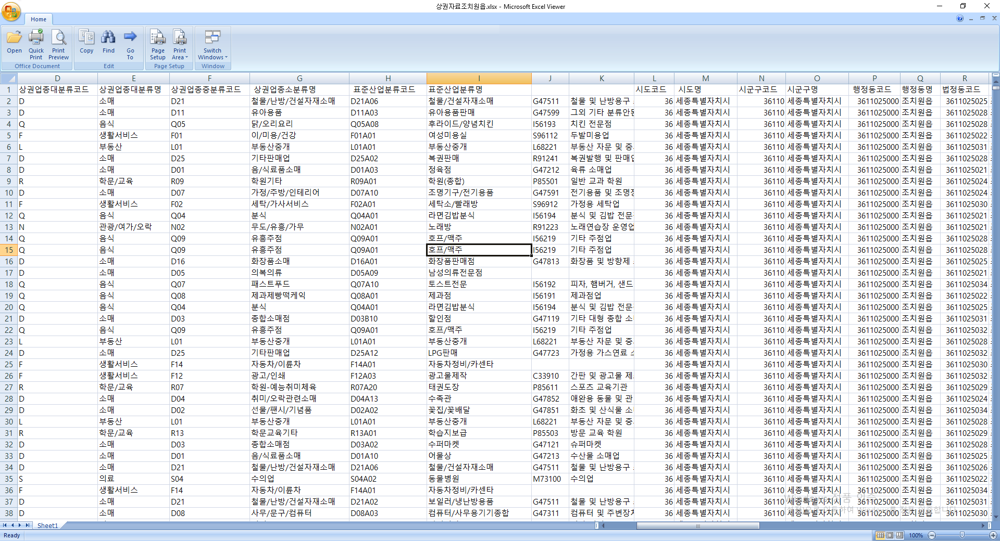 상권자료조치원읍.xlsx - Microsoft Excel Viewer
Home
Open Quick Print Print Preview Copy Find Go To Page Setup Print Area Switch Windows
Office Document Edit Page Setup Window
D E F G H I J K L M N O P Q R
1 상권업종대분류코드 상권업종대분류명 상권업종중분류코드 상권업종소분류명 표준산업분류코드 표준산업분류명 시도코드 시도명 시군구코드 시군구명 행정동코드 행정동명 법정동코드
2 D 소매 D21 철물/난방/건설자재소매 D21A06 철물/건설자재소매 G47511 철물 및 난방용구 36 세종특별자치시 36110 세종특별자치시 3611025000 조치원읍 3611025025
3 D 소매 D11 유아용품 D11A03 유아용품판매 G47599 그외 기타 분류안된 36 세종특별자치시 36110 세종특별자치시 3611025000 조치원읍 3611025028
4 Q 음식 Q05 닭/오리요리 Q05A08 후라이드/양념치킨 I56193 치킨 전문점 36 세종특별자치시 36110 세종특별자치시 3611025000 조치원읍 3611025028
5 F 생활서비스 F01 이/미용/건강 F01A01 여성미용실 S96112 두발미용업 36 세종특별자치시 36110 세종특별자치시 3611025000 조치원읍 3611025022
6 L 부동산 L01 부동산중개 L01A01 부동산중개 L68221 부동산 자문 및 중 36 세종특별자치시 36110 세종특별자치시 3611025000 조치원읍 3611025031
7 D 소매 D25 기타판매업 D25A02 복권판매 R91241 복권발행 및 판매업 36 세종특별자치시 36110 세종특별자치시 3611025000 조치원읍 3611025028
8 D 소매 D01 음/식료품소매 D01A03 정육점 G47212 육류 소매업 36 세종특별자치시 36110 세종특별자치시 3611025000 조치원읍 3611025021
9 R 학문/교육 R09 학원기타 R09A01 학원(종합) P85501 일반 교과 학원 36 세종특별자치시 36110 세종특별자치시 3611025000 조치원읍 3611025024
10 D 소매 D07 가정/주방/인테리어 D07A10 조명기구/전기용품 G47591 전기용품 및 조명장 36 세종특별자치시 36110 세종특별자치시 3611025000 조치원읍 3611025024
11 F 생활서비스 F02 세탁/가사서비스 F02A01 세탁소/빨래방 S96912 가정용 세탁업 36 세종특별자치시 36110 세종특별자치시 3611025000 조치원읍 3611025030
12 Q 음식 Q04 분식 Q04A01 라면김밥분식 I56194 분식 및 김밥 전문 36 세종특별자치시 36110 세종특별자치시 3611025000 조치원읍 3611025021
13 N 관광/여가/오락 N02 무도/유흥/가무 N02A01 노래방 R91223 노래연습장 운영업 36 세종특별자치시 36110 세종특별자치시 3611025000 조치원읍 3611025021
14 Q 음식 Q09 유흥주점 Q09A01 호프/맥주 I56219 기타 주점업 36 세종특별자치시 36110 세종특별자치시 3611025000 조치원읍 3611025028
15 Q 음식 Q09 유흥주점 Q09A01 호프/맥주 I56219 기타 주점업 36 세종특별자치시 36110 세종특별자치시 3611025000 조치원읍 3611025028
16 D 소매 D16 화장품소매 D16A01 화장품판매점 G47813 화장품 및 방향제 36 세종특별자치시 36110 세종특별자치시 3611025000 조치원읍 3611025025
17 D 소매 D05 의복의류 D05A09 남성의류전문점 36 세종특별자치시 36110 세종특별자치시 3611025000 조치원읍 3611025021
18 Q 음식 Q07 패스트푸드 Q07A10 토스트전문 I56192 피자, 햄버거, 샌드 36 세종특별자치시 36110 세종특별자치시 3611025000 조치원읍 3611025034
19 Q 음식 Q08 제과제빵떡케익 Q08A01 제과점 I56191 제과점업 36 세종특별자치시 36110 세종특별자치시 3611025000 조치원읍 3611025022
20 Q 음식 Q04 분식 Q04A01 라면김밥분식 I56194 분식 및 김밥 전문 36 세종특별자치시 36110 세종특별자치시 3611025000 조치원읍 3611025025
21 D 소매 D03 종합소매점 D03B10 할인점 G47119 기타 대형 종합 소 36 세종특별자치시 36110 세종특별자치시 3611025000 조치원읍 3611025031
22 Q 음식 Q09 유흥주점 Q09A01 호프/맥주 I56219 기타 주점업 36 세종특별자치시 36110 세종특별자치시 3611025000 조치원읍 3611025032
23 L 부동산 L01 부동산중개 L01A01 부동산중개 L68221 부동산 자문 및 중 36 세종특별자치시 36110 세종특별자치시 3611025000 조치원읍 3611025028
24 D 소매 D25 기타판매업 D25A12 LPG판매 G47723 가정용 가스연료 소 36 세종특별자치시 36110 세종특별자치시 3611025000 조치원읍 3611025032
25 F 생활서비스 F14 자동차/이륜차 F14A01 자동차정비/카센타 36 세종특별자치시 36110 세종특별자치시 3611025000 조치원읍 3611025030
26 F 생활서비스 F12 광고/인쇄 F12A03 광고물제작 C33910 간판 및 광고물 제 36 세종특별자치시 36110 세종특별자치시 3611025000 조치원읍 3611025032
27 R 학문/교육 R07 학원-예능취미체육 R07A20 태권도장 P85611 스포츠 교육기관 36 세종특별자치시 36110 세종특별자치시 3611025000 조치원읍 3611025029
28 D 소매 D04 취미/오락관련소매 D04A13 수족관 G47852 애완용 동물 및 관 36 세종특별자치시 36110 세종특별자치시 3611025000 조치원읍 3611025024
29 D 소매 D02 선물/팬시/기념품 D02A02 꽃집/꽃배달 G47851 화초 및 산식물 소 36 세종특별자치시 36110 세종특별자치시 3611025000 조치원읍 3611025034
30 L 부동산 L01 부동산중개 L01A01 부동산중개 L68221 부동산 자문 및 중 36 세종특별자치시 36110 세종특별자치시 3611025000 조치원읍 3611025028
31 R 학문/교육 R13 학문교육기타 R13A01 학습지보급 P85503 방문 교육 학원 36 세종특별자치시 36110 세종특별자치시 3611025000 조치원읍 3611025029
32 D 소매 D03 종합소매점 D03A02 수퍼마켓 G47121 슈퍼마켓 36 세종특별자치시 36110 세종특별자치시 3611025000 조치원읍 3611025028
33 D 소매 D01 음/식료품소매 D01A10 어물상 G47213 수산물 소매업 36 세종특별자치시 36110 세종특별자치시 3611025000 조치원읍 3611025025
34 D 소매 D21 철물/난방/건설자재소매 D21A06 철물/건설자재소매 G47511 철물 및 난방용구 36 세종특별자치시 36110 세종특별자치시 3611025000 조치원읍 3611025026
35 S 의료 S04 수의업 S04A02 동물병원 M73100 수의업 36 세종특별자치시 36110 세종특별자치시 3611025000 조치원읍 3611025022
36 F 생활서비스 F14 자동차/이륜차 F14A01 자동차정비/카센타 36 세종특별자치시 36110 세종특별자치시 3611025000 조치원읍 3611025034
37 D 소매 D21 철물/난방/건설자재소매 D21A02 보일러/냉난방용품 G47511 철물 및 난방용구 36 세종특별자치시 36110 세종특별자치시 3611025000 조치원읍 3611025031
38 D 소매 D08 사무/문구/컴퓨터 D08A03 컴퓨터/사무용기기종합 G47311 컴퓨터 및 주변장치 36 세종특별자치시 36110 세종특별자치시 3611025000 조치원읍 3611025030
Windows 정품 인증
[설정]으로 이동하여 Windows를 정품 인증합니다.
Sheet1
Ready 100%